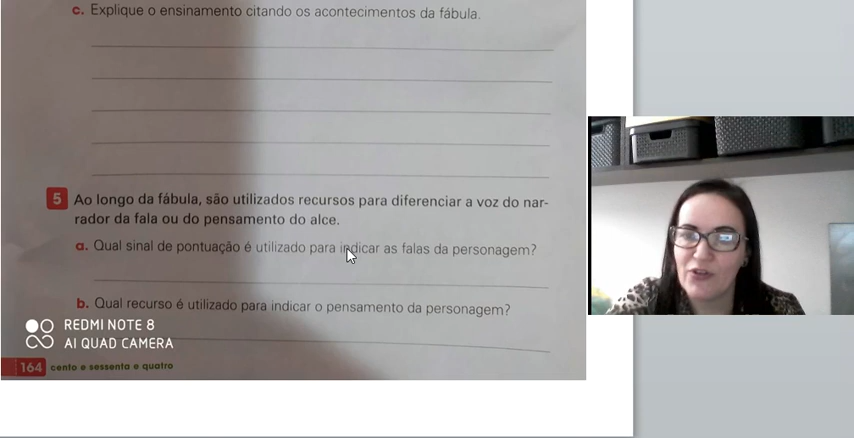 c. Explique o ensinamento citando os acontecimentos da fábula.
5 Ao longo da fábula, são utilizados recursos para diferenciar a voz do nar-
rador da fala ou do pensamento do alce.
a. Qual sinal de pontuação é utilizado para indicar as falas da personagem?
b. Qual recurso é utilizado para indicar o pensamento da personagem?
REDMI NOTE 8
AI QUAD CAMERA
164 cento e sessenta e quatro